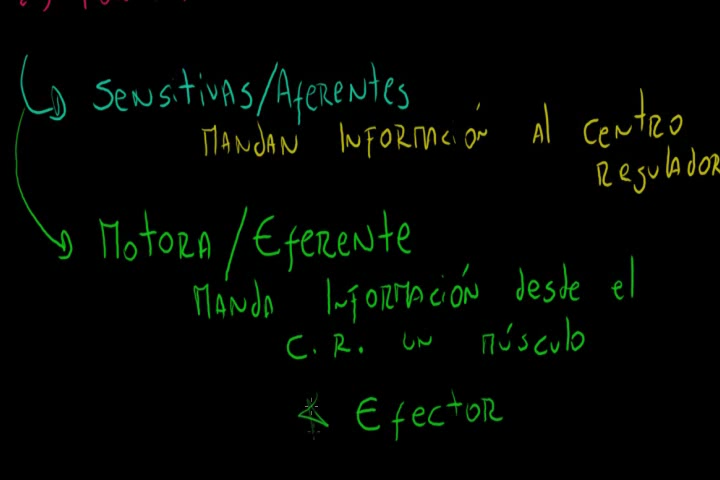 Sensitivas/Aferentes
Mandan información al centro
regulador
Motora/Eferente
Manda información desde el
C.R. un músculo
Efector